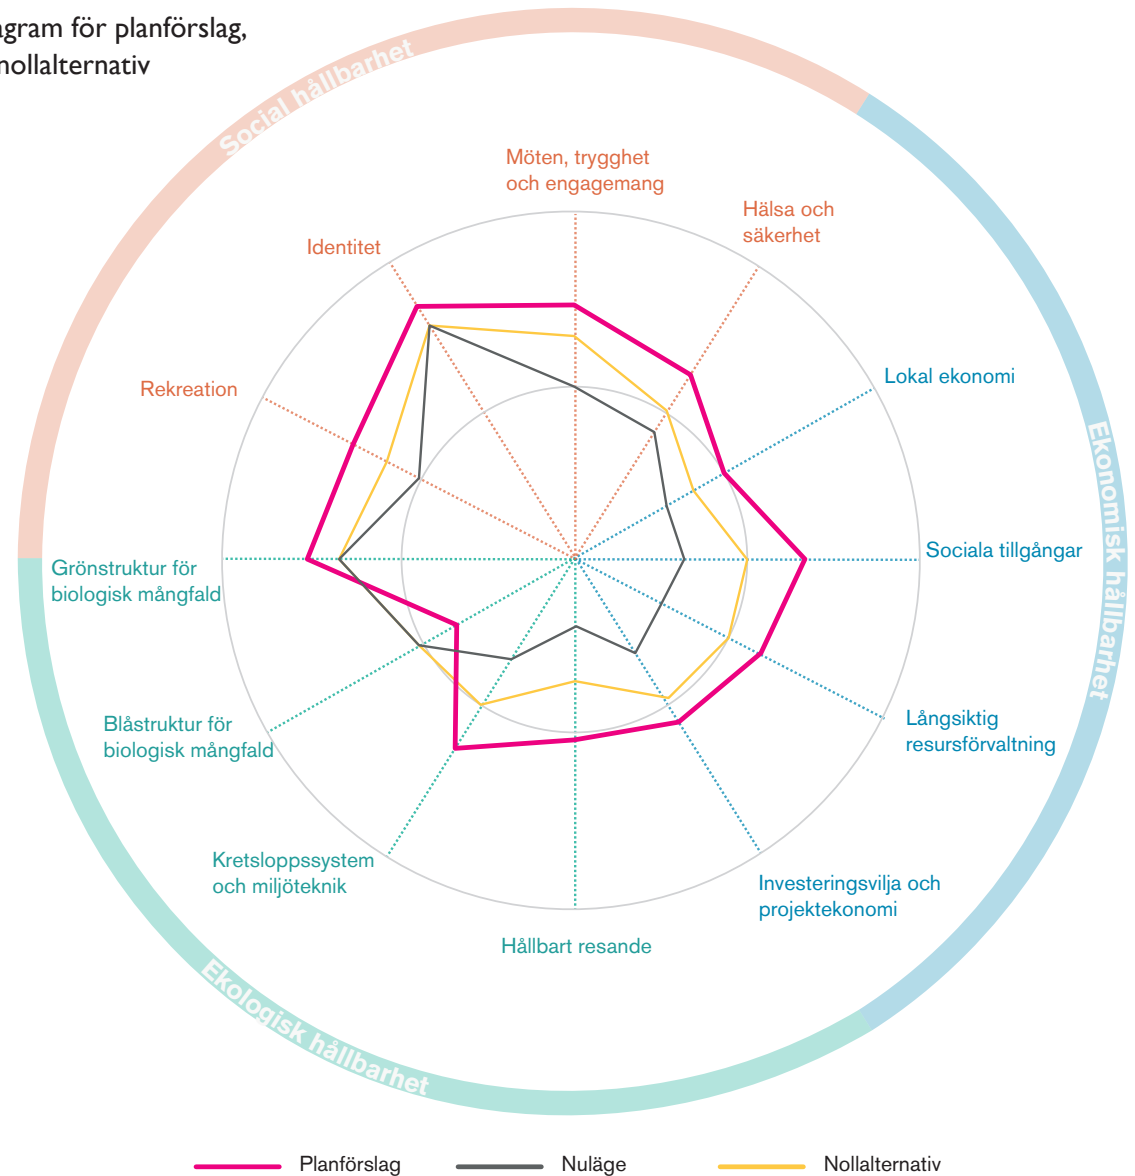 agram för planförslag,
nollalternativ
Social hållbarhet
Möten, trygghet
och engagemang
Hälsa och
säkerhet
Identitet
Lokal ekonomi
Rekreation
Ekonomisk hållbarhet
Sociala tillgångar
Grönstruktur för
biologisk mångfald
Långsiktig
resursförvaltning
Blåstruktur för
biologisk mångfald
Kretsloppssystem
och miljöteknik
Investeringsvilja och
projektekonomi
Hållbart resande
Ekologisk hållbarhet
Planförslag
Nuläge
Nollalternativ